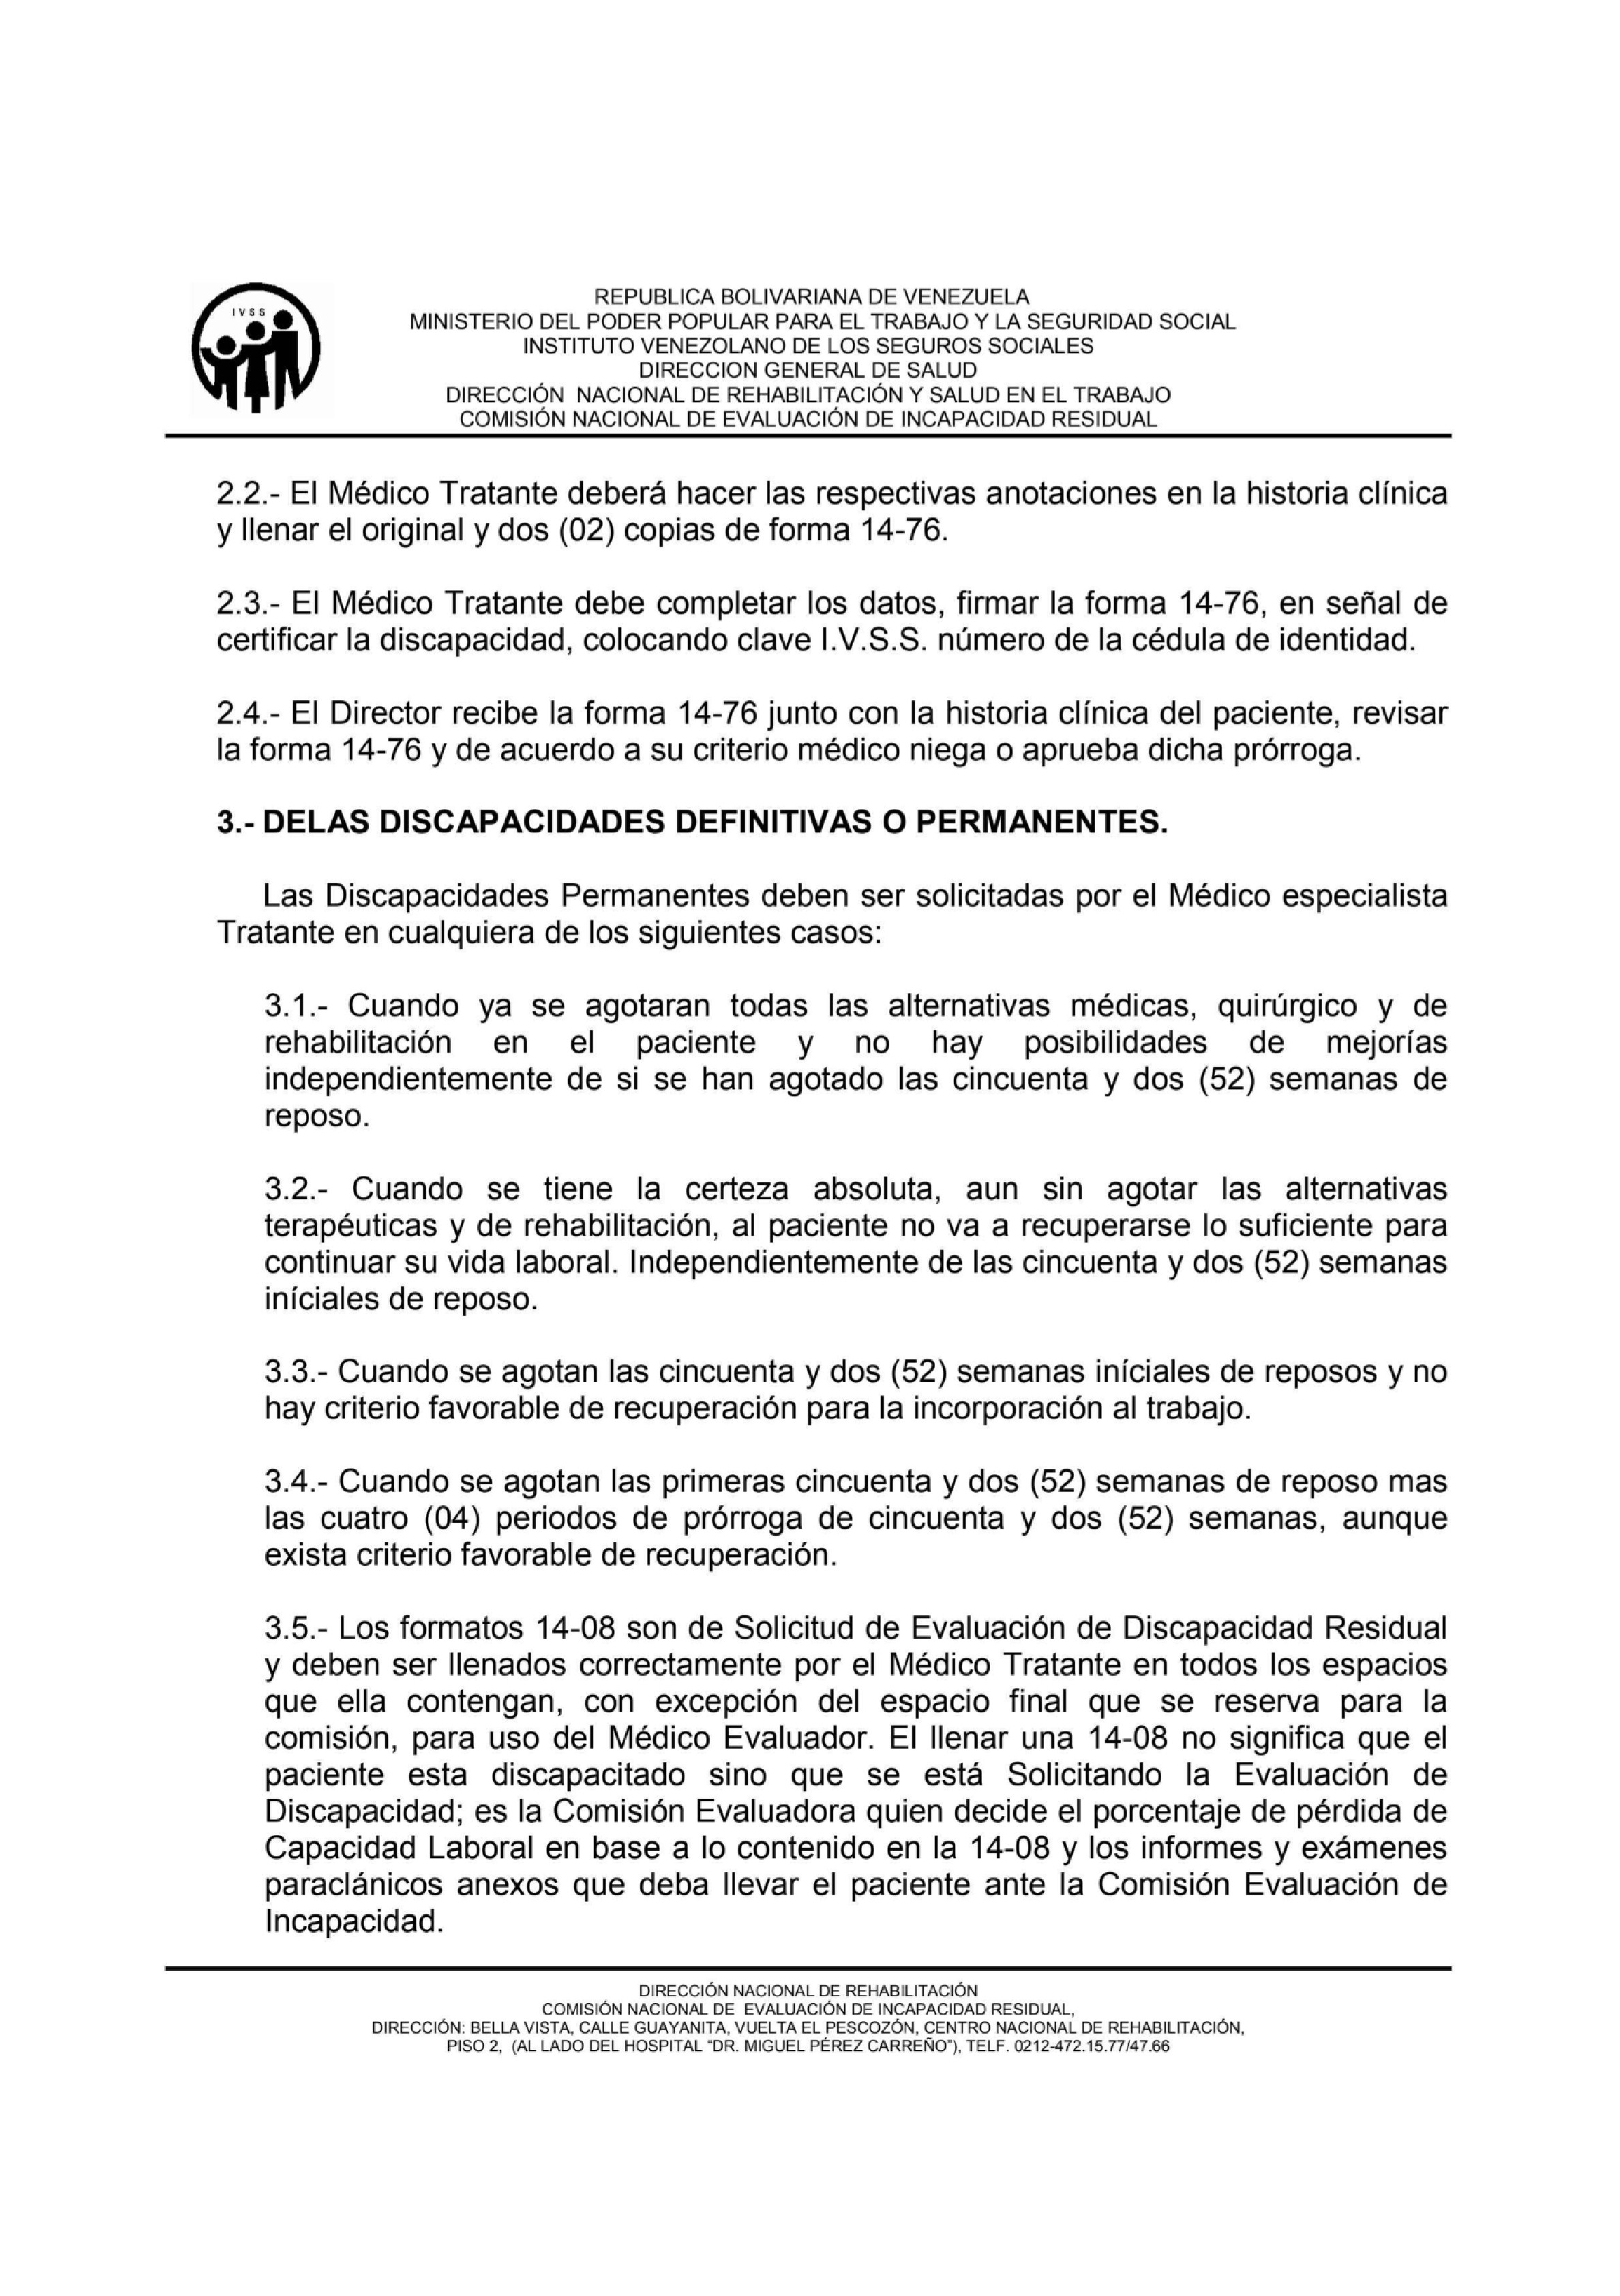 IVSS
REPUBLICA BOLIVARIANA DE VENEZUELA
MINISTERIO DEL PODER POPULAR PARA EL TRABAJO Y LA SEGURIDAD SOCIAL
INSTITUTO VENEZOLANO DE LOS SEGUROS SOCIALES
DIRECCION GENERAL DE SALUD
DIRECCIÓN NACIONAL DE REHABILITACIÓN Y SALUD EN EL TRABAJO
COMISIÓN NACIONAL DE EVALUACIÓN DE INCAPACIDAD RESIDUAL
2.2.- El Médico Tratante deberá hacer las respectivas anotaciones en la historia clínica
y llenar el original y dos (02) copias de forma 14-76.
2.3.- El Médico Tratante debe completar los datos, firmar la forma 14-76, en señal de
certificar la discapacidad, colocando clave I.V.S.S. número de la cédula de identidad.
2.4.- El Director recibe la forma 14-76 junto con la historia clínica del paciente, revisar
la forma 14-76 y de acuerdo a su criterio médico niega o aprueba dicha prórroga.
3.- DELAS DISCAPACIDADES DEFINITIVAS O PERMANENTES.
Las Discapacidades Permanentes deben ser solicitadas por el Médico especialista
Tratante en cualquiera de los siguientes casos:
3.1.- Cuando ya se agotaran todas las alternativas médicas, quirúrgico y de
rehabilitación en el paciente y no hay posibilidades de mejorías
independientemente de si se han agotado las cincuenta y dos (52) semanas de
reposo.
3.2.- Cuando se tiene la certeza absoluta, aun sin agotar las alternativas
terapéuticas y de rehabilitación, al paciente no va a recuperarse lo suficiente para
continuar su vida laboral. Independientemente de las cincuenta y dos (52) semanas
iníciales de reposo.
3.3.- Cuando se agotan las cincuenta y dos (52) semanas iníciales de reposos y no
hay criterio favorable de recuperación para la incorporación al trabajo.
3.4.- Cuando se agotan las primeras cincuenta y dos (52) semanas de reposo mas
las cuatro (04) periodos de prórroga de cincuenta y dos (52) semanas, aunque
exista criterio favorable de recuperación.
3.5.- Los formatos 14-08 son de Solicitud de Evaluación de Discapacidad Residual
y deben ser llenados correctamente por el Médico Tratante en todos los espacios
que ella contengan, con excepción del espacio final que se reserva para la
comisión, para uso del Médico Evaluador. El llenar una 14-08 no significa que el
paciente esta discapacitado sino que se está Solicitando la Evaluación de
Discapacidad; es la Comisión Evaluadora quien decide el porcentaje de pérdida de
Capacidad Laboral en base a lo contenido en la 14-08 y los informes y exámenes
paraclánicos anexos que deba llevar el paciente ante la Comisión Evaluación de
Incapacidad.
DIRECCIÓN NACIONAL DE REHABILITACIÓN
COMISIÓN NACIONAL DE EVALUACIÓN DE INCAPACIDAD RESIDUAL,
DIRECCIÓN: BELLA VISTA, CALLE GUAYANITA, VUELTA EL PESCOZÓN, CENTRO NACIONAL DE REHABILITACIÓN,
PISO 2, (AL LADO DEL HOSPITAL "DR. MIGUEL PÉREZ CARREÑO"), TELF. 0212-472.15.77/47.66